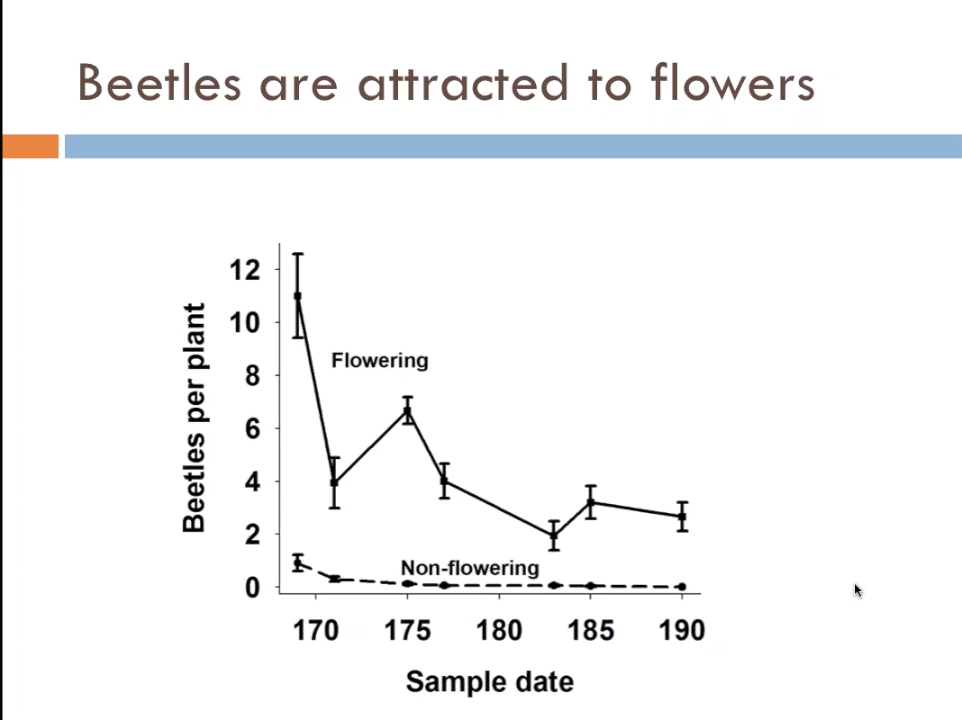 Beetles are attracted to flowers
12
10
8
6
4
2
0
Beetles per plant
Flowering
Non-flowering
170 175 180 185 190
Sample date